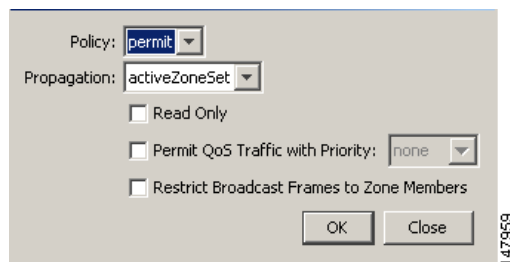 Policy: permit
Propagation: activeZoneSet
Read Only
Permit QoS Traffic with Priority: none
Restrict Broadcast Frames to Zone Members
OK Close
147959